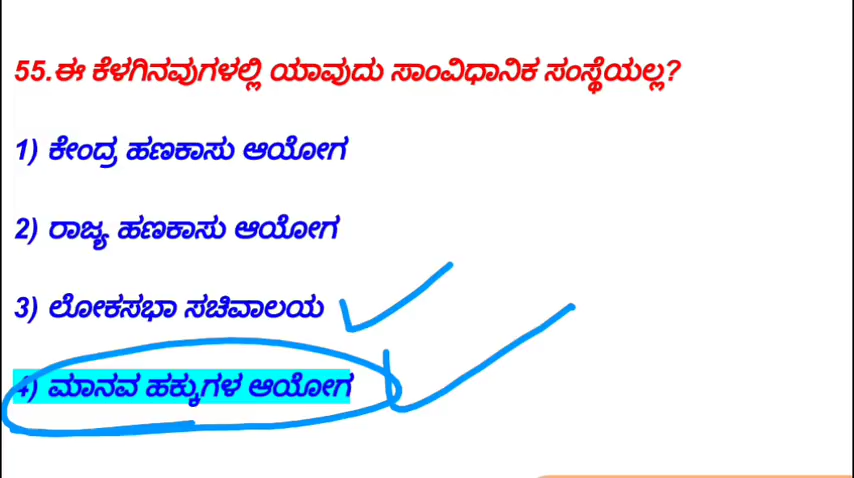 55.ಈ ಕೆಳಗಿನವುಗಳಲ್ಲಿ ಯಾವುದು ಸಾಂವಿಧಾನಿಕ ಸಂಸ್ಥೆಯಲ್ಲ?
1) ಕೇಂದ್ರ ಹಣಕಾಸು ಆಯೋಗ
2) ರಾಜ್ಯ ಹಣಕಾಸು ಆಯೋಗ
3) ಲೋಕಸಭಾ ಸಚಿವಾಲಯ
4) ಮಾನವ ಹಕ್ಕುಗಳ ಆಯೋಗ